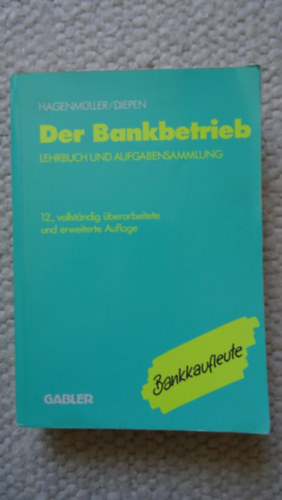 HAGENMÜLLER/DIEPEN
Der Bankbetrieb
LEHRBUCH UND AUFGABENSAMMLUNG
12., vollständig überarbeitete
und erweiterte Auflage
Bankkaufleute
GABLER